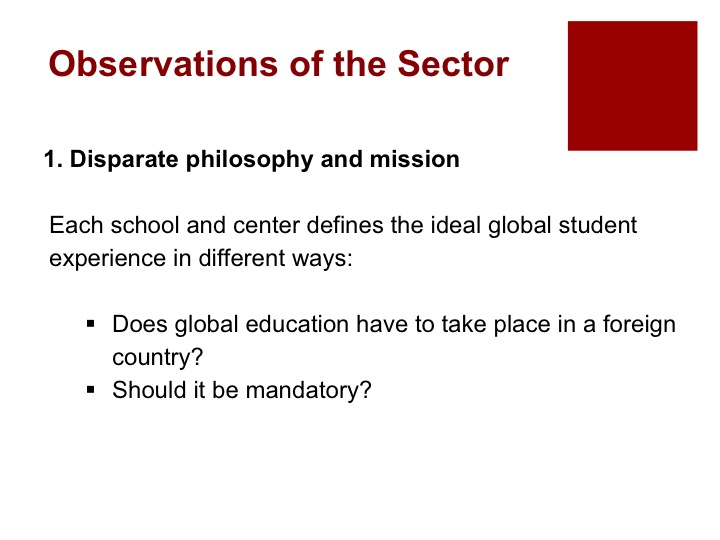 Observations of the Sector
1. Disparate philosophy and mission
Each school and center defines the ideal global student
experience in different ways:
▪ Does global education have to take place in a foreign
country?
▪ Should it be mandatory?